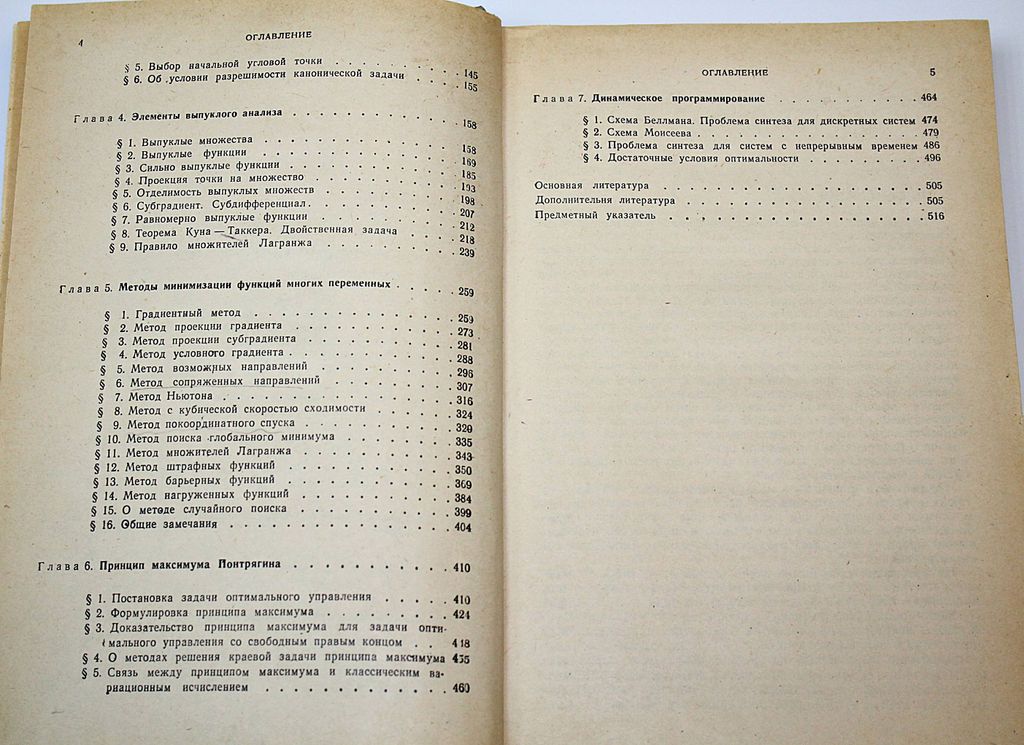 4
ОГЛАВЛЕНИЕ
§ 5. Выбор начальной угловой точки . . . . . . . . . . 145
§ 6. Об условии разрешимости канонической задачи . . . . 155
Глава 4. Элементы выпуклого анализа . . . . . . . . . . . 158
§ 1. Выпуклые множества . . . . . . . . . . . . . 158
§ 2. Выпуклые функции . . . . . . . . . . . . . 169
§ 3. Сильно выпуклые функции . . . . . . . . . . . 185
§ 4. Проекция точки на множество . . . . . . . . . . 193
§ 5. Отделимость выпуклых множеств . . . . . . . . . 198
§ 6. Субградиент. Субдифференциал . . . . . . . . . . 207
§ 7. Равномерно выпуклые функции . . . . . . . . . . 212
§ 8. Теорема Куна — Таккера. Двойственная задача . . . . . 218
§ 9. Правило множителей Лагранжа . . . . . . . . . . 239
Глава 5. Методы минимизации функций многих переменных . . . . 259
§ 1. Градиентный метод . . . . . . . . . . . . . 259
§ 2. Метод проекции градиента . . . . . . . . . . . 273
§ 3. Метод проекции субградиента . . . . . . . . . . 281
§ 4. Метод условного градиента . . . . . . . . . . . 288
§ 5. Метод возможных направлений . . . . . . . . . . 296
§ 6. Метод сопряженных направлений . . . . . . . . . 307
§ 7. Метод Ньютона . . . . . . . . . . . . . . 316
§ 8. Метод с кубической скоростью сходимости . . . . . . 324
§ 9. Метод покоординатного спуска . . . . . . . . . . 329
§ 10. Метод поиска глобального минимума . . . . . . . . 335
§ 11. Метод множителей Лагранжа . . . . . . . . . . 343
§ 12. Метод штрафных функций . . . . . . . . . . . 350
§ 13. Метод барьерных функций . . . . . . . . . . . 369
§ 14. Метод нагруженных функций . . . . . . . . . . 384
§ 15. О методе случайного поиска . . . . . . . . . . 399
§ 16. Общие замечания . . . . . . . . . . . . . 404
Глава 6. Принцип максимума Понтрягина . . . . . . . . . . . 410
§ 1. Постановка задачи оптимального управления . . . . . 410
§ 2. Формулировка принципа максимума . . . . . . . . 424
§ 3. Доказательство принципа максимума для задачи опти-
мального управления со свободным правым концом . . 448
§ 4. О методах решения краевой задачи принципа максимума 455
§ 5. Связь между принципом максимума и классическим ва-
риационным исчислением . . . . . . . . . . . 460
ОГЛАВЛЕНИЕ
5
Глава 7. Динамическое программирование . . . . . . . . . . 464
§ 1. Схема Беллмана. Проблема синтеза для дискретных систем 474
§ 2. Схема Моисеева . . . . . . . . . . . . . . 479
§ 3. Проблема синтеза для систем с непрерывным временем 486
§ 4. Достаточные условия оптимальности . . . . . . . . 496
Основная литература . . . . . . . . . . . . . . . . . 505
Дополнительня литература . . . . . . . . . . . . . . . 505
Предметный указатель . . . . . . . . . . . . . . . . . 516